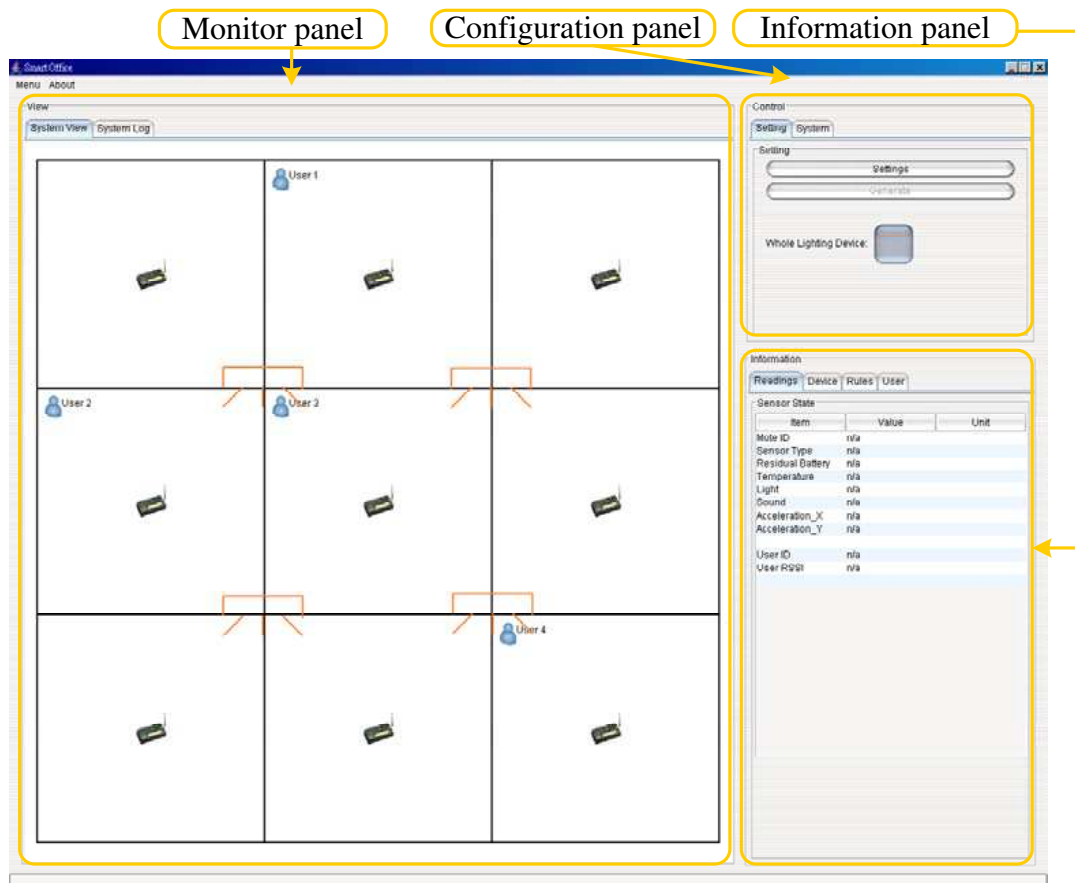 Monitor panel
Configuration panel
Information panel
Smart Office
Menu About
View
System View System Log
User 1
User 2
User 3
User 4
Control
Setting System
Setting
Settings
Generate
Whole Lighting Device:
Information
Readings Device Rules User
Sensor State
Item Value Unit
Mote ID n/a
Sensor Type n/a
Residual Battery n/a
Temperature n/a
Light n/a
Sound n/a
Acceleration_X n/a
Acceleration_Y n/a
User ID n/a
User RSSI n/a